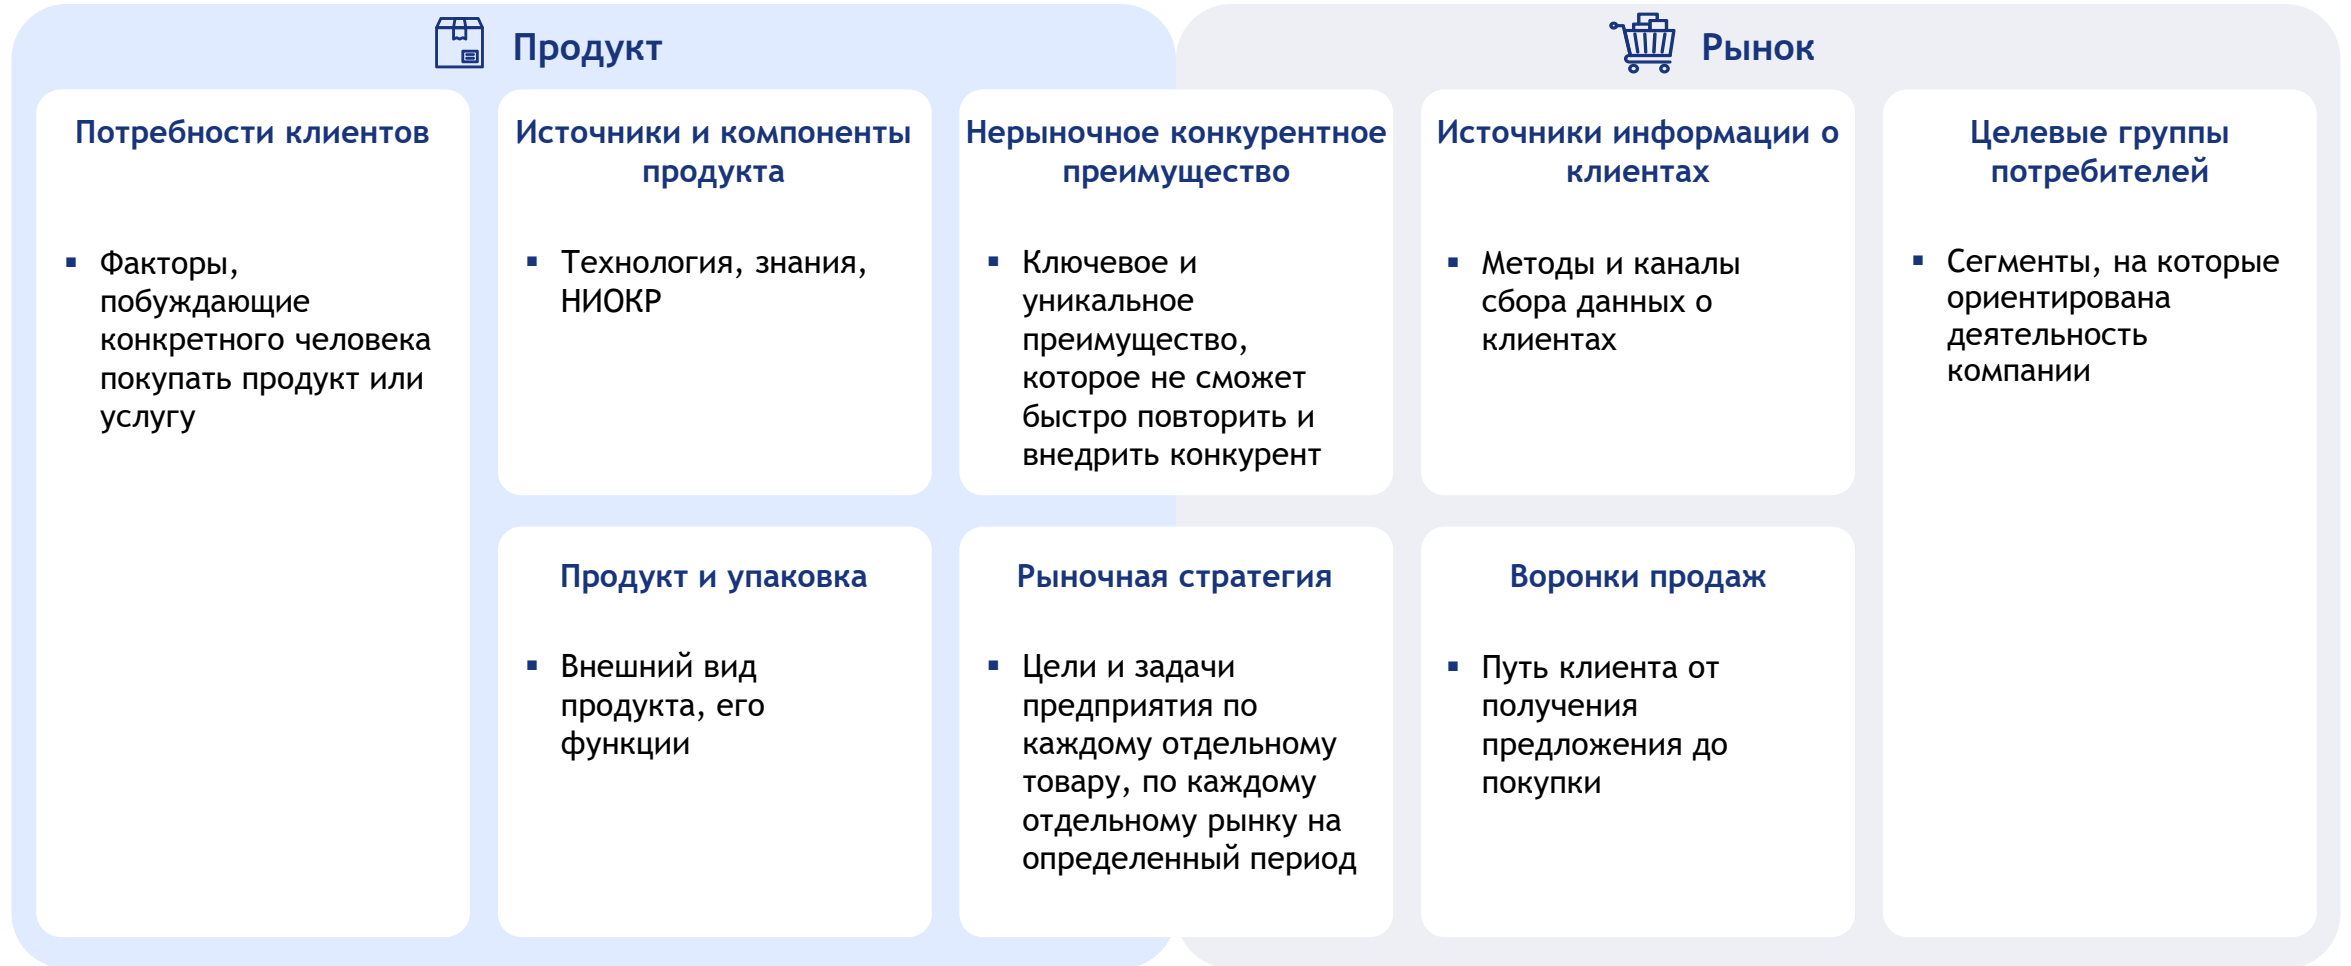 Продукт
Рынок
Потребности клиентов
Факторы,
побуждающие
конкретного человека
покупать продукт или
услугу
Источники и компоненты
продукта
Технология, знания,
НИОКР
Нерыночное конкурентное
преимущество
Ключевое и
уникальное
преимущество,
которое не сможет
быстро повторить и
внедрить конкурент
Источники информации о
клиентах
Методы и каналы
сбора данных о
клиентах
Целевые группы
потребителей
Сегменты, на которые
ориентирована
деятельность
компании
Продукт и упаковка
Внешний вид
продукта, его
функции
Рыночная стратегия
Цели и задачи
предприятия по
каждому отдельному
товару, по каждому
отдельному рынку на
определенный период
Воронки продаж
Путь клиента от
получения
предложения до
покупки